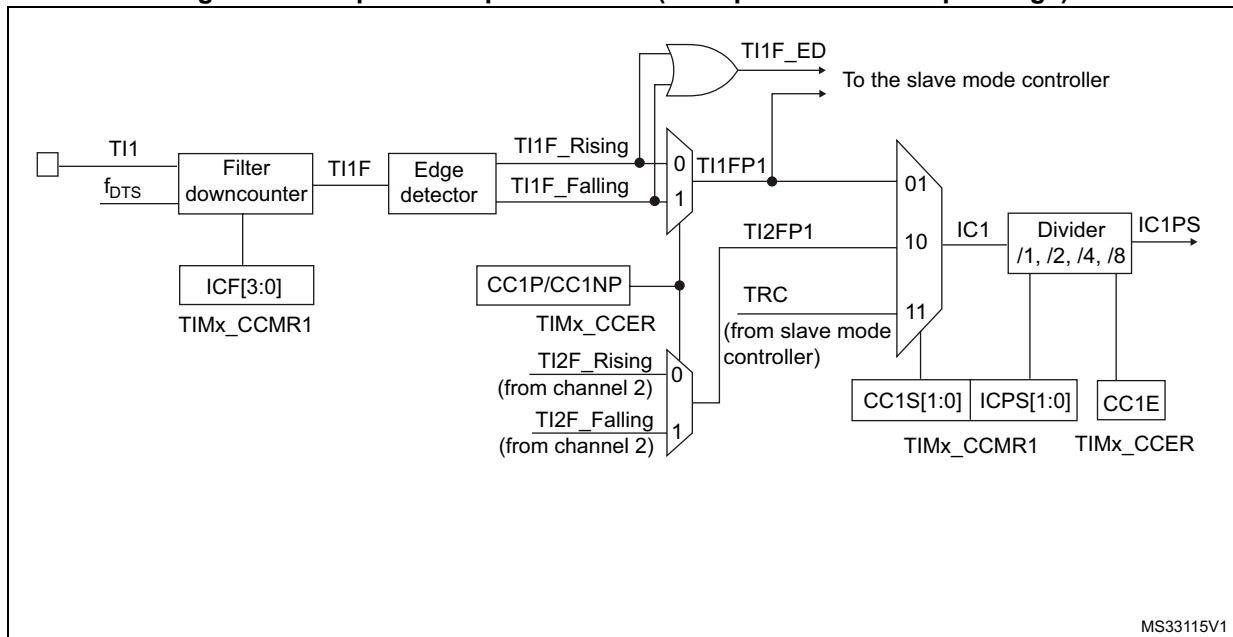 TI1F_ED
To the slave mode controller
TI1
f_DTS
Filter
downcounter
TI1F
Edge
detector
TI1F_Rising
TI1F_Falling
0
1
TI1FP1
01
10
11
TI2FP1
TRC
(from slave mode
controller)
IC1
Divider
/1, /2, /4, /8
IC1PS
ICF[3:0]
TIMx_CCMR1
CC1P/CC1NP
TIMx_CCER
TI2F_Rising
(from channel 2)
TI2F_Falling
(from channel 2)
0
1
CC1S[1:0]
ICPS[1:0]
CC1E
TIMx_CCMR1
TIMx_CCER
MS33115V1